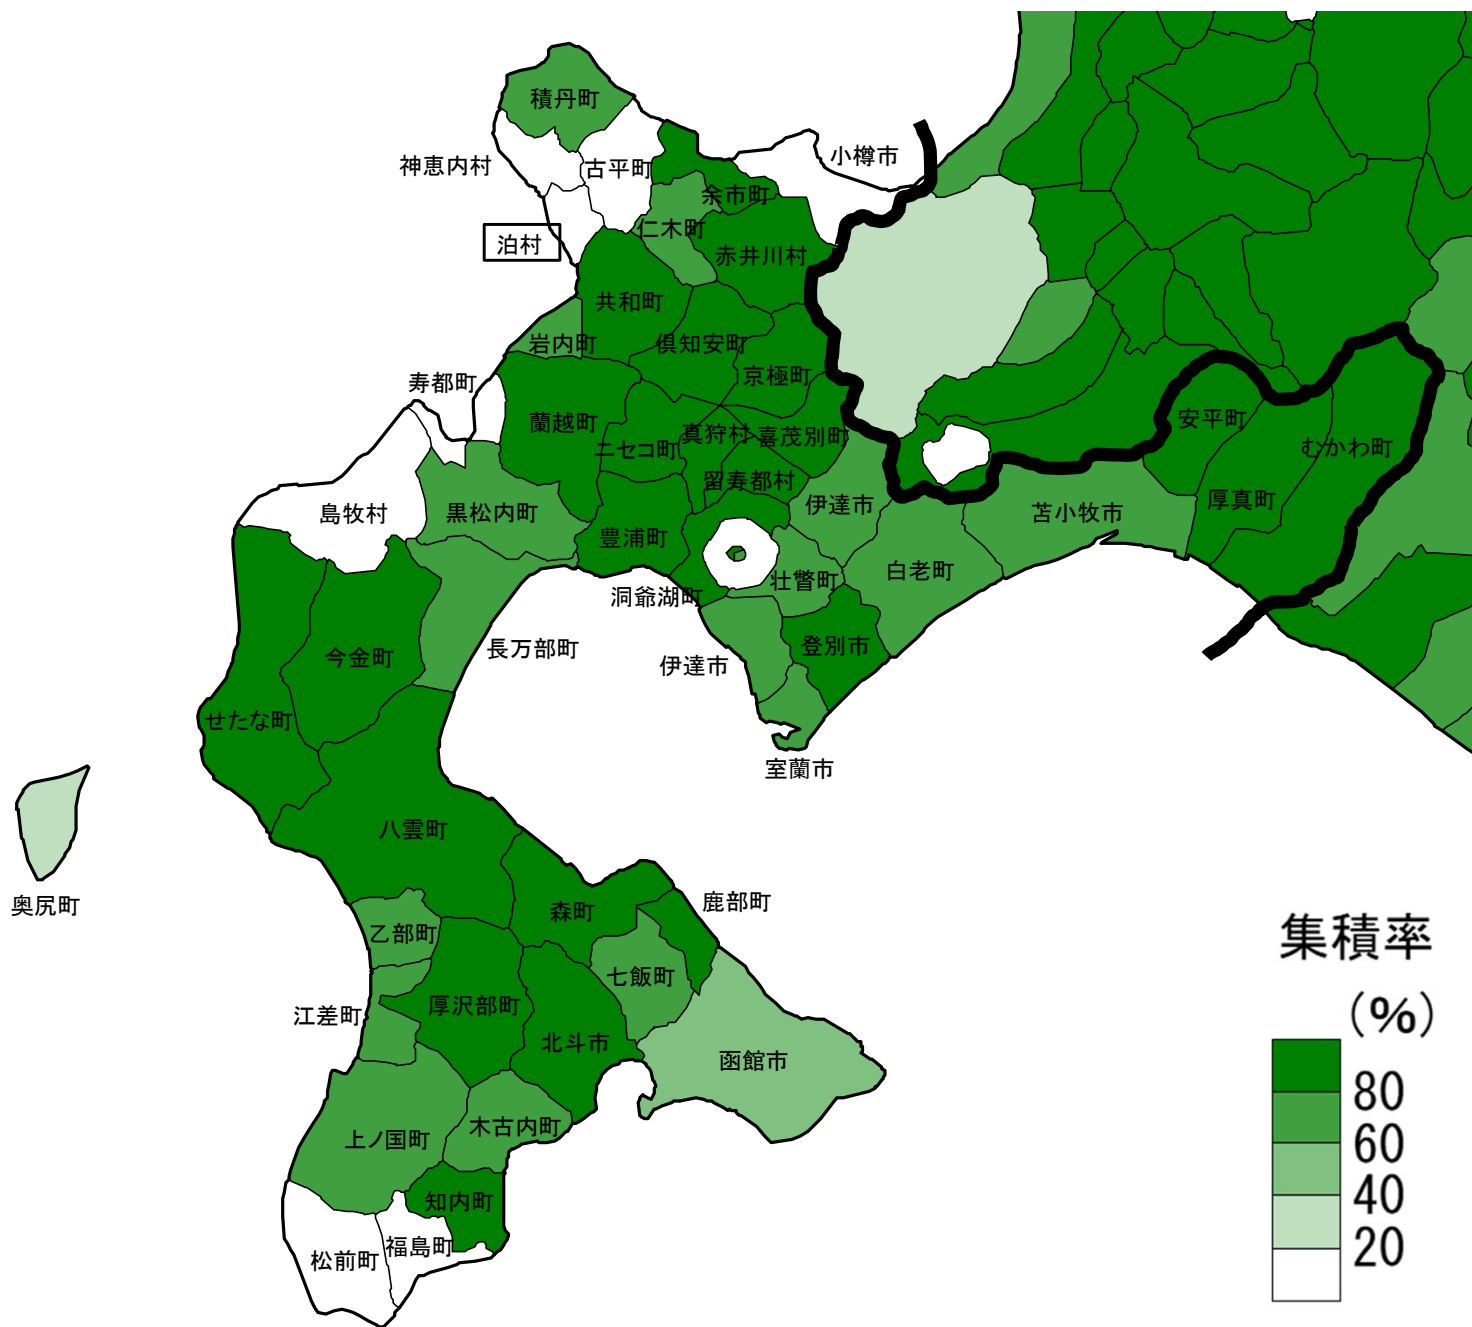 積丹町
小樽市
神恵内村
古平町
余市町
仁木町
泊村
赤井川村
共和町
岩内町
倶知安町
京極町
寿都町
蘭越町
真狩村
喜茂別町
ニセコ町
安平町
むかわ町
留寿都村
島牧村
黒松内町
伊達市
苫小牧市
厚真町
豊浦町
白老町
壮瞥町
洞爺湖町
長万部町
今金町
伊達市
登別市
せたな町
室蘭市
八雲町
奥尻町
森町
鹿部町
乙部町
七飯町
江差町
厚沢部町
北斗市
函館市
木古内町
上ノ国町
知内町
福島町
松前町
集積率
（%）
80
60
40
20